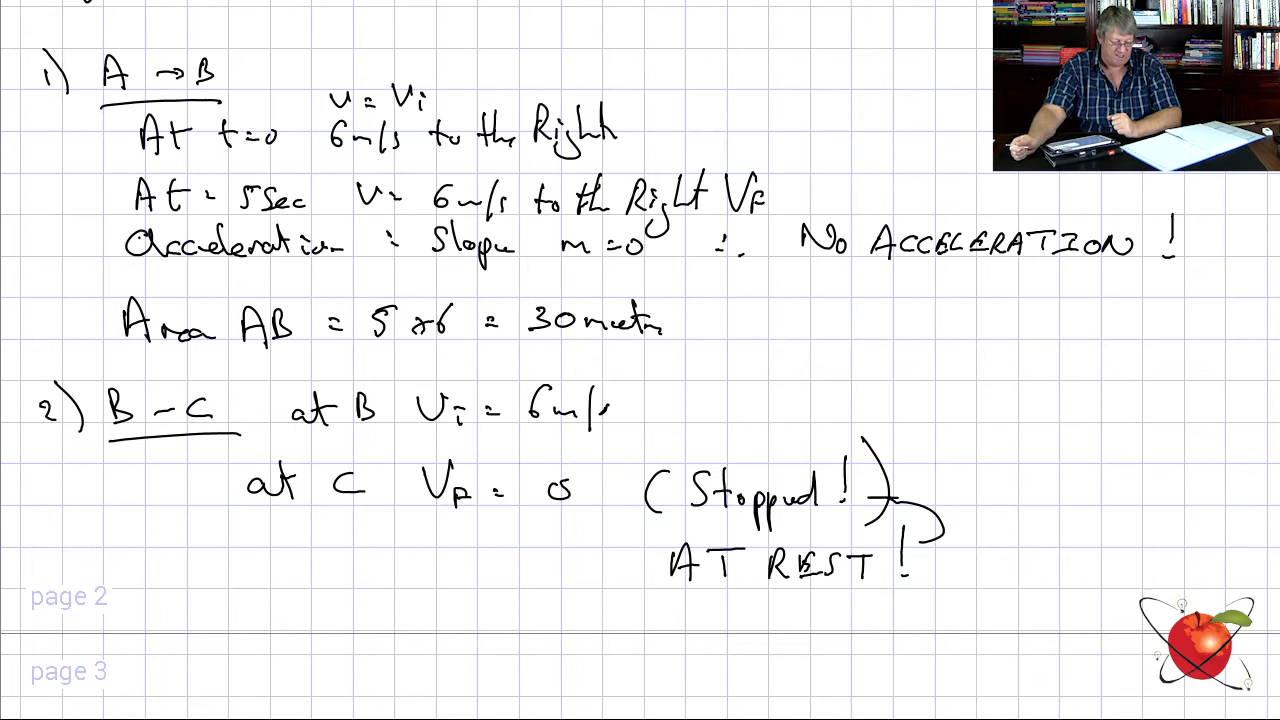 1) A → B
v = Vi
At t=0 6m/s to the Right
At = 5Sec V= 6m/s to the Right VF
acceleration : Slope m=0 ∴ NO ACCELERATION !
Area AB = 5 x 6 = 30 metr
2) B - C at B Vi = 6m/s
at C VF = 0 (Stopped !)
AT REST !
page 2
page 3